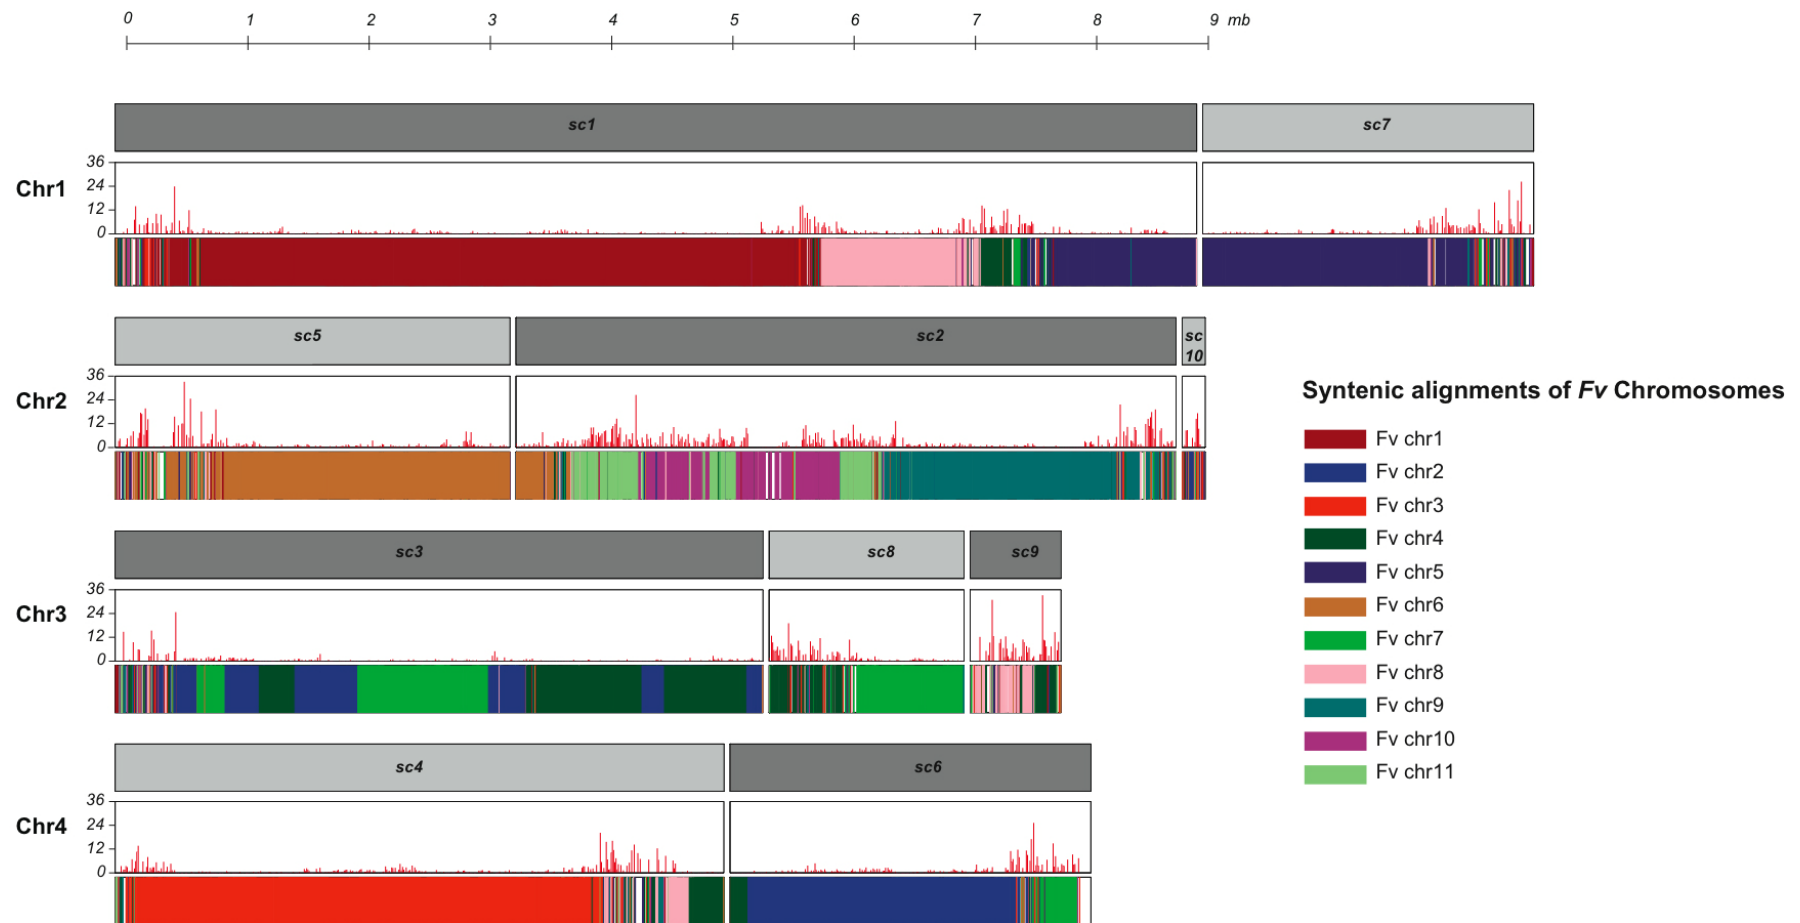 0 1 2 3 4 5 6 7 8 9 mb
sc1 sc7
Chr1
36
24
12
0
sc5 sc2 sc
10
Chr2
36
24
12
0
sc3 sc8 sc9
Chr3
36
24
12
0
sc4 sc6
Chr4
36
24
12
0
Syntenic alignments of Fv Chromosomes
Fv chr1
Fv chr2
Fv chr3
Fv chr4
Fv chr5
Fv chr6
Fv chr7
Fv chr8
Fv chr9
Fv chr10
Fv chr11